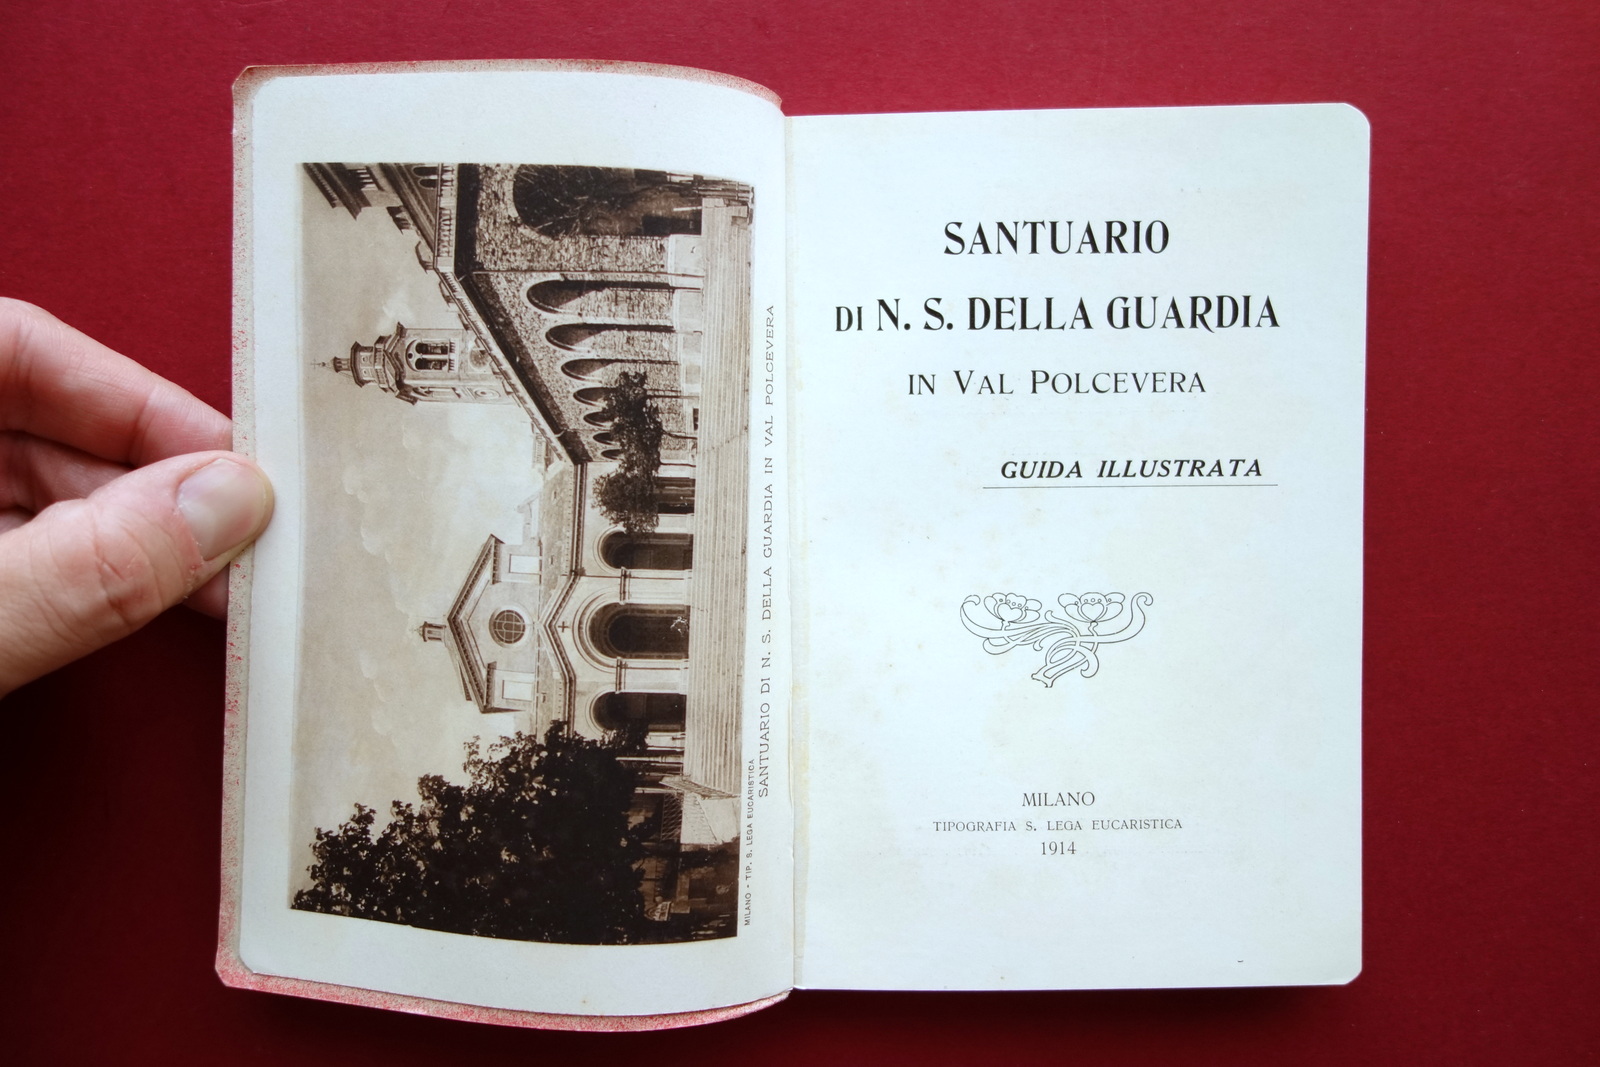 MILANO - TIP. S. LEGA EUCARISTICA
SANTUARIO DI N. S. DELLA GUARDIA IN VAL POLCEVERA
SANTUARIO
DI N. S. DELLA GUARDIA
IN VAL POLCEVERA
GUIDA ILLUSTRATA
MILANO
TIPOGRAFIA S. LEGA EUCARISTICA
1914